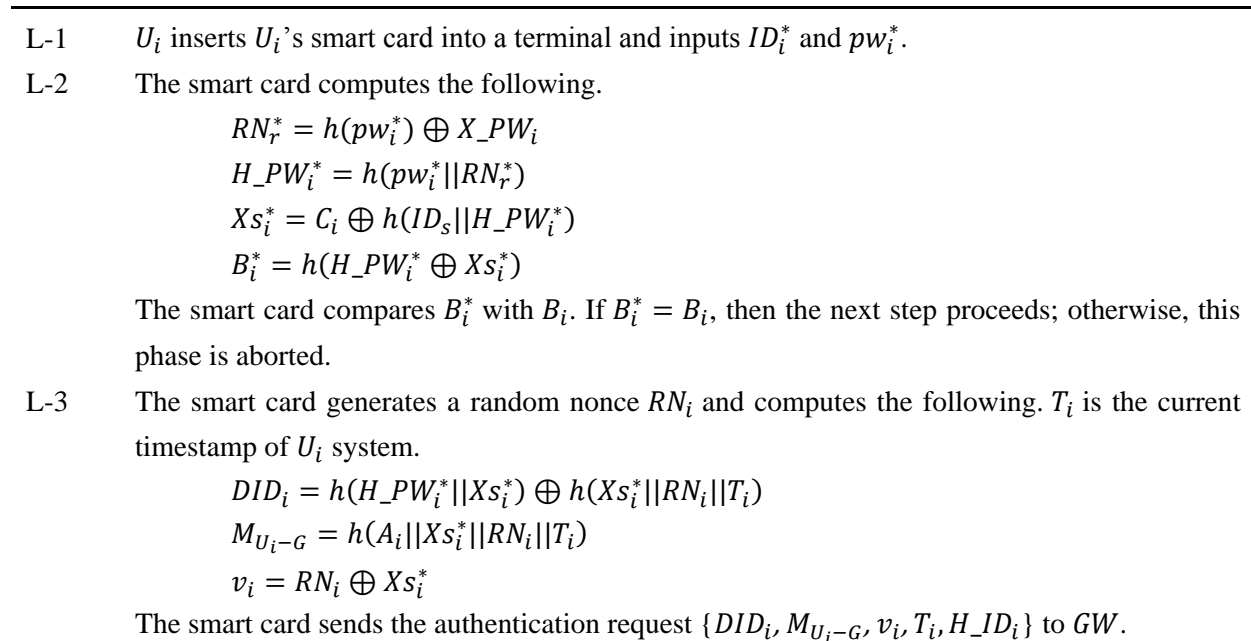 L-1 𝑈ᵢ inserts 𝑈ᵢ's smart card into a terminal and inputs 𝐼𝐷ᵢ* and 𝑝𝑤ᵢ*.
L-2 The smart card computes the following.
RN_r^* = h(pw_i^*) ⊕ X_PW_i
H_PW_i^* = h(pw_i^*||RN_r^*)
Xs_i^* = C_i ⊕ h(ID_s||H_PW_i^*)
B_i^* = h(H_PW_i^* ⊕ Xs_i^*)
The smart card compares B_i^* with B_i. If B_i^* = B_i, then the next step proceeds; otherwise, this
phase is aborted.
L-3 The smart card generates a random nonce RN_i and computes the following. T_i is the current
timestamp of U_i system.
DID_i = h(H_PW_i^*||Xs_i^*) ⊕ h(Xs_i^*||RN_i||T_i)
M_{U_i-G} = h(A_i||Xs_i^*||RN_i||T_i)
v_i = RN_i ⊕ Xs_i^*
The smart card sends the authentication request {DID_i, M_{U_i-G}, v_i, T_i, H_ID_i} to GW.